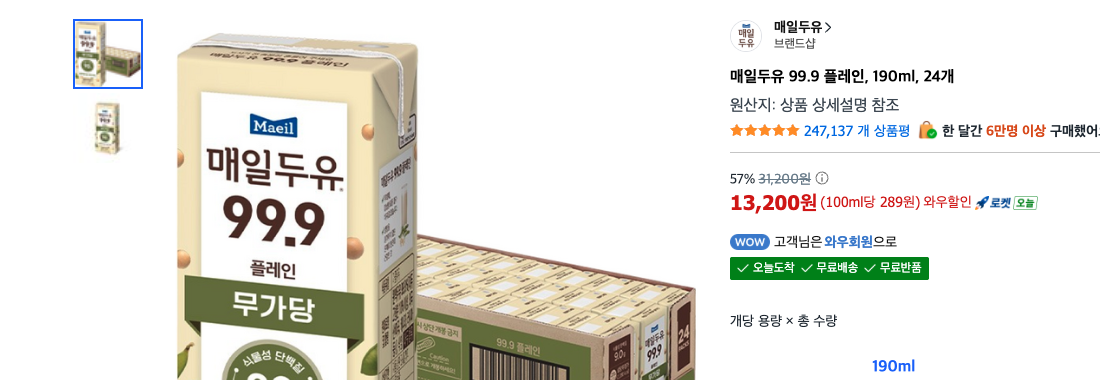 Maeil
매일두유
99.9
플레인
무가당
식물성 단백질
99.9 플레인
24
PACKS
매일두유
99.9
매일
두유
매일두유
브랜드샵
매일두유 99.9 플레인, 190ml, 24개
원산지: 상품 상세설명 참조
247,137 개 상품평 한 달간 6만명 이상 구매했어
57% 31,200원
13,200원 (100ml당 289원) 와우할인 로켓 오늘
WOW 고객님은 와우회원으로
오늘도착 무료배송 무료반품
개당 용량 × 총 수량
190ml